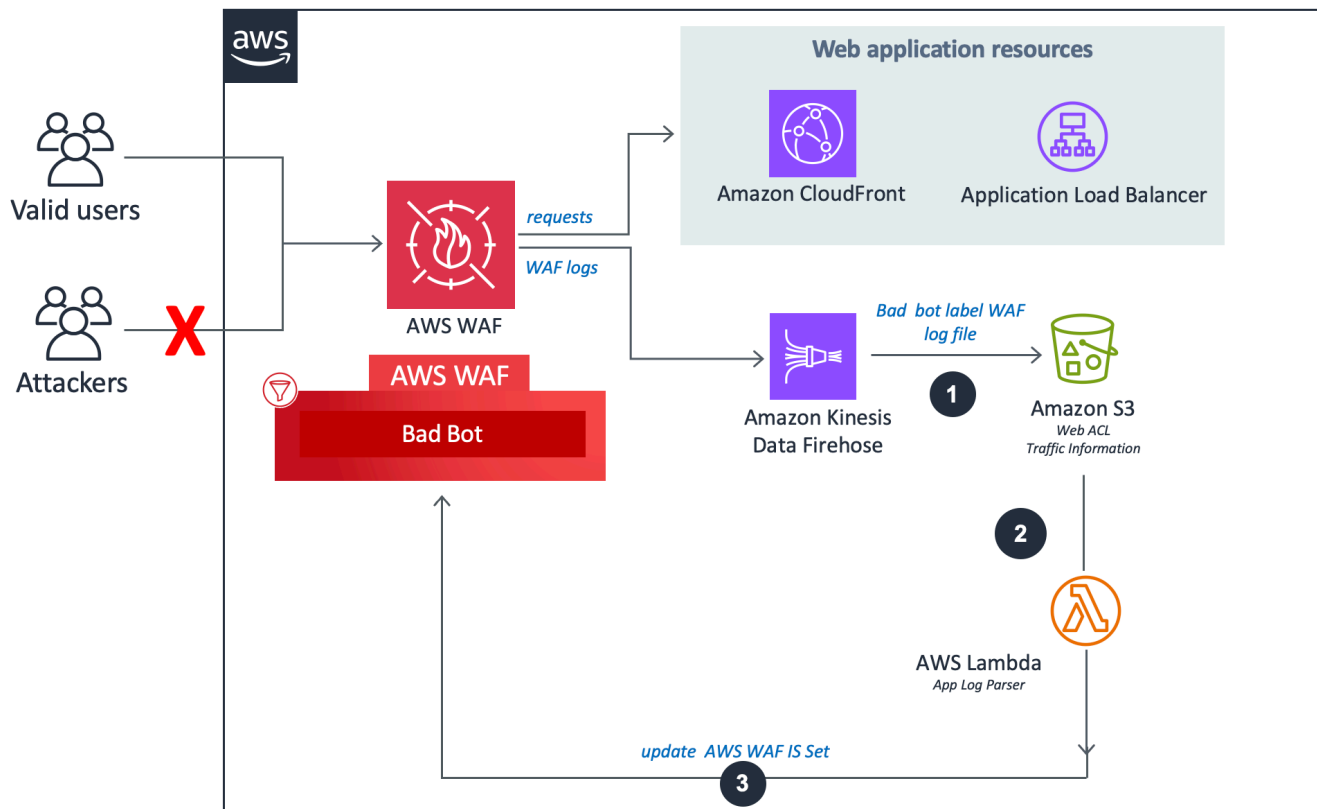 aws
Web application resources
Amazon CloudFront
Application Load Balancer
Valid users
requests
WAF logs
AWS WAF
Attackers
X
Bad bot label WAF
log file
1
Amazon Kinesis
Data Firehose
Amazon S3
Web ACL
Traffic Information
AWS WAF
Bad Bot
2
AWS Lambda
App Log Parser
update AWS WAF IS Set
3